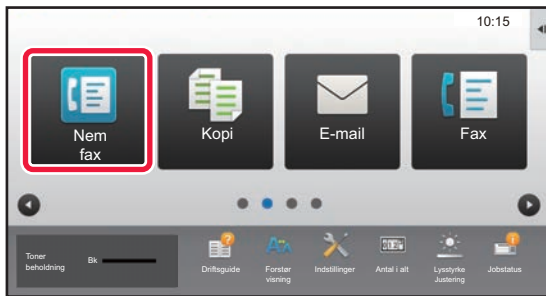 10:15
Nem
fax
Kopi
E-mail
Fax
Toner
beholdning
Bk
Driftsguide
Forstør
visning
Indstillinger
Antal i alt
Lysstyrke
Justering
Jobstatus